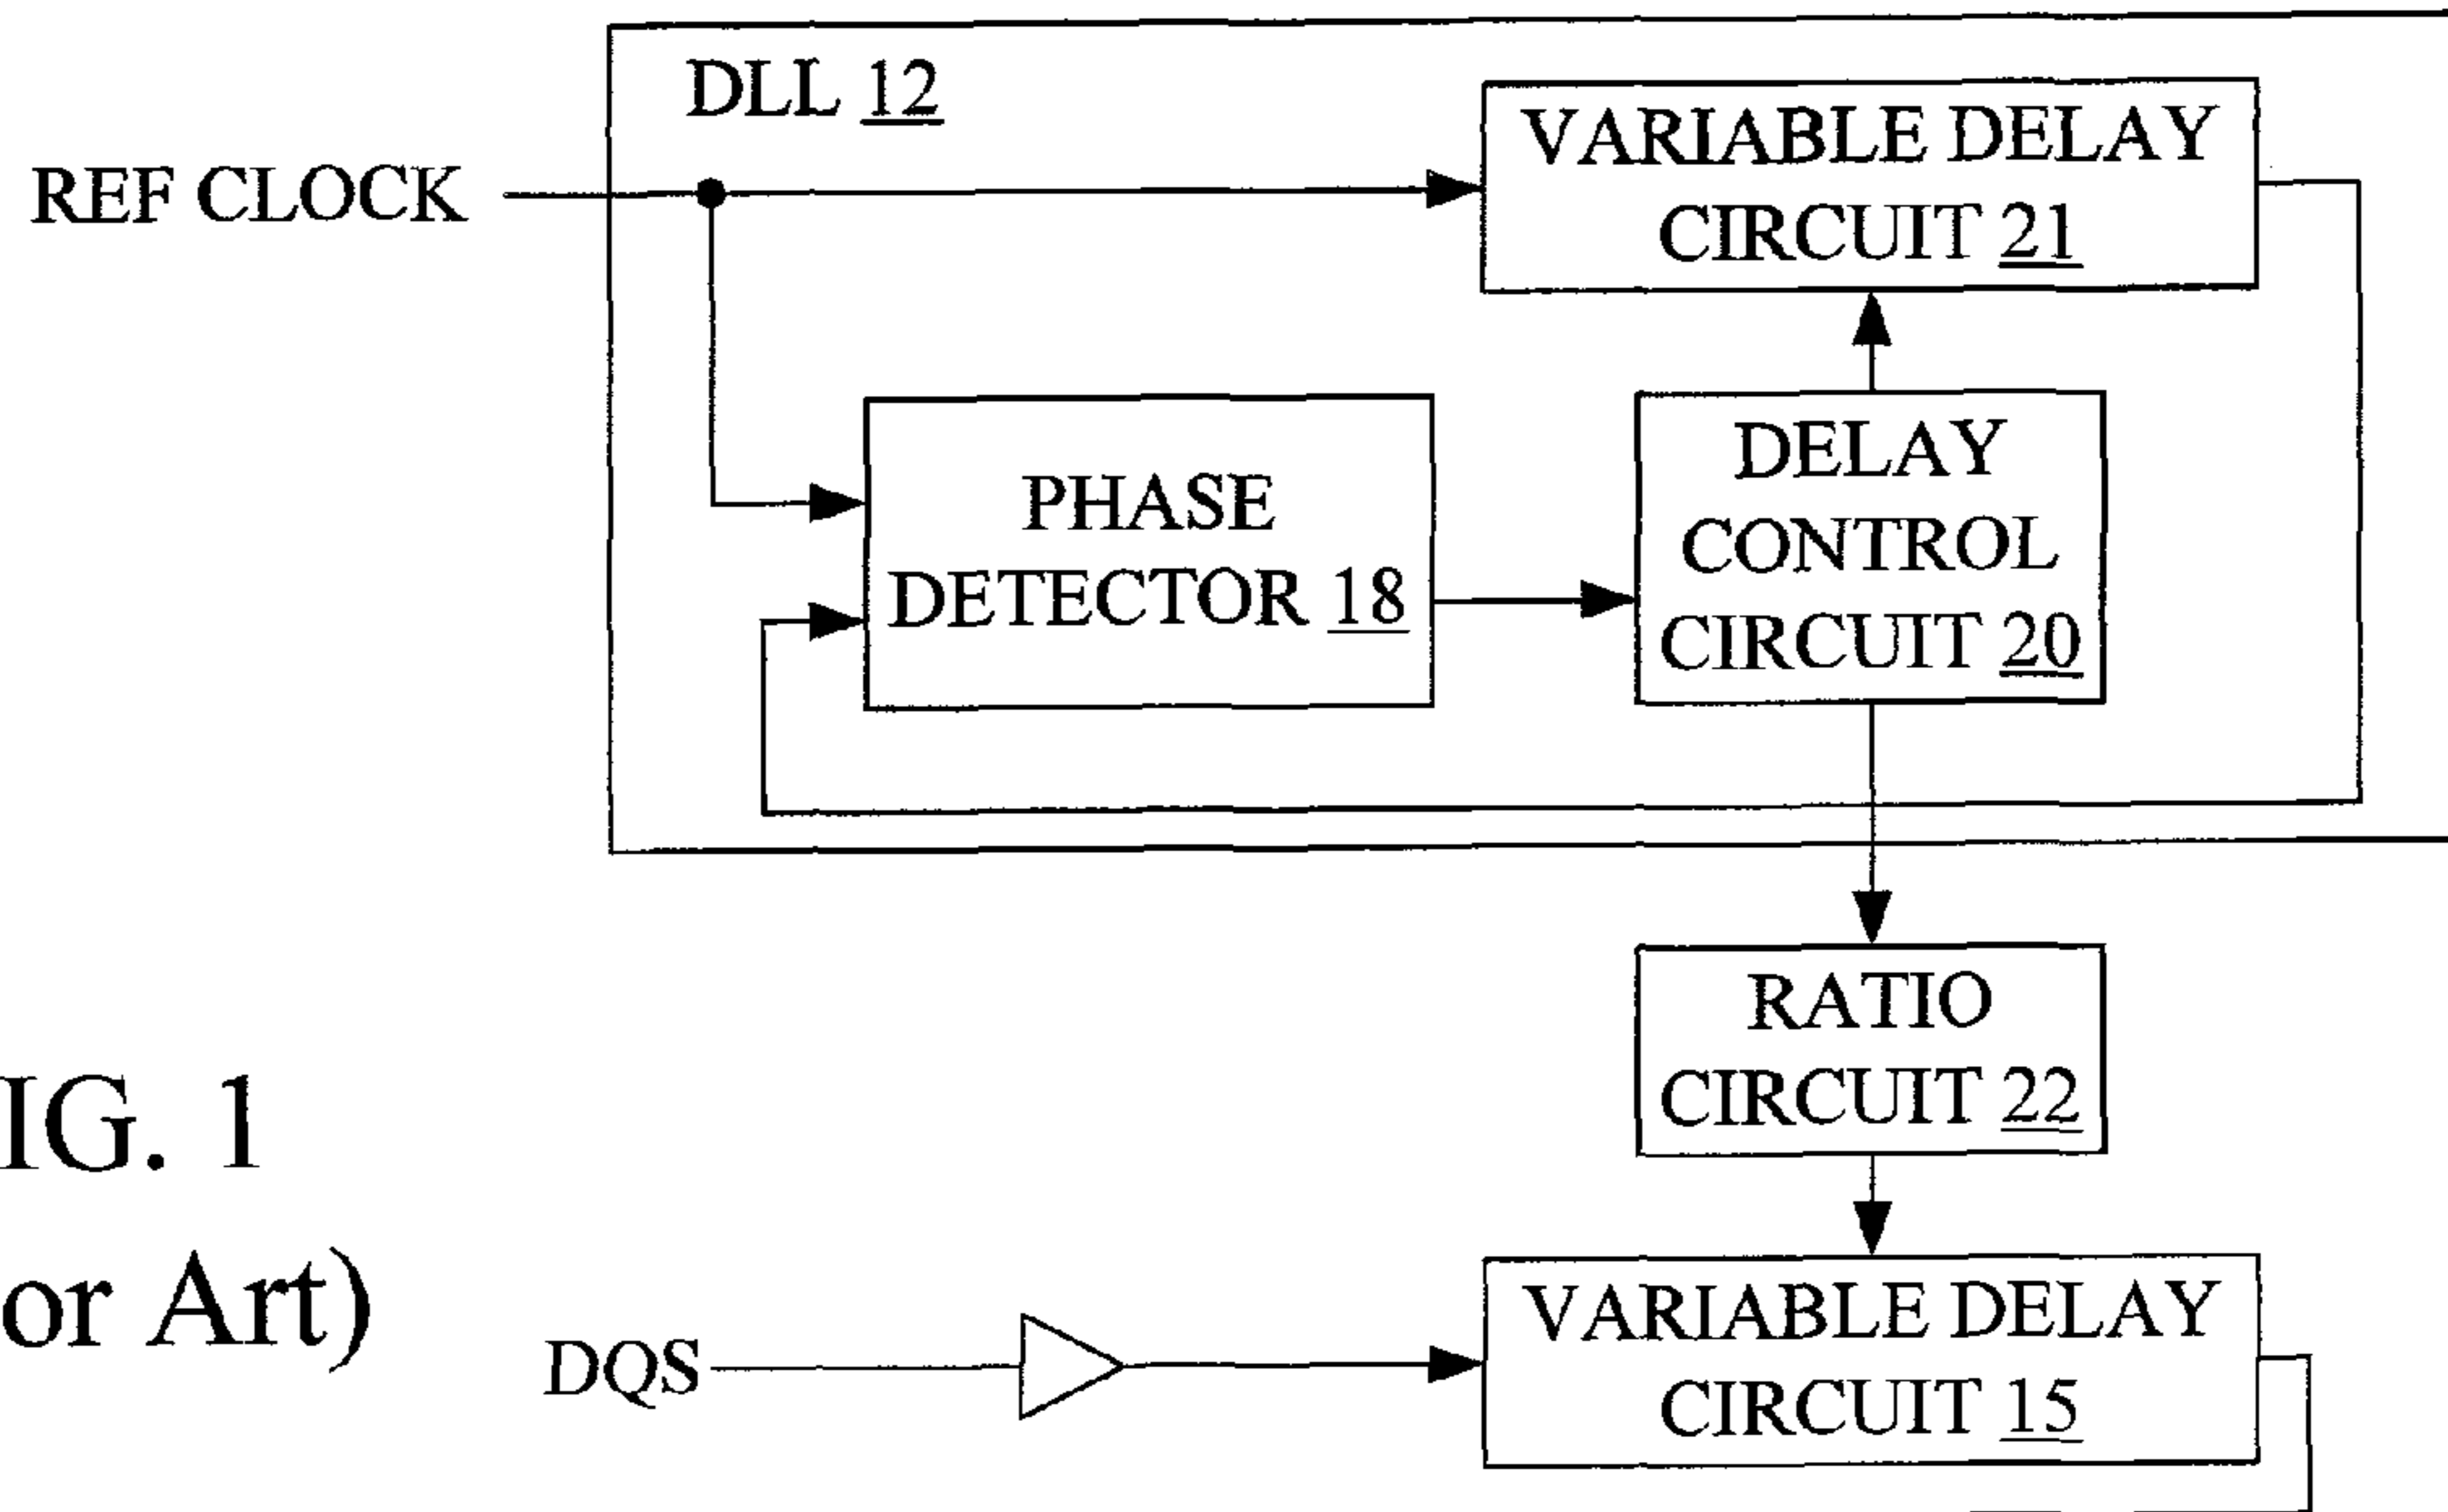 DLL 12
VARIABLE DELAY
CIRCUIT 21
REF CLOCK
PHASE
DETECTOR 18
DELAY
CONTROL
CIRCUIT 20
RATIO
CIRCUIT 22
IG. 1
or Art)
DQS
VARIABLE DELAY
CIRCUIT 15